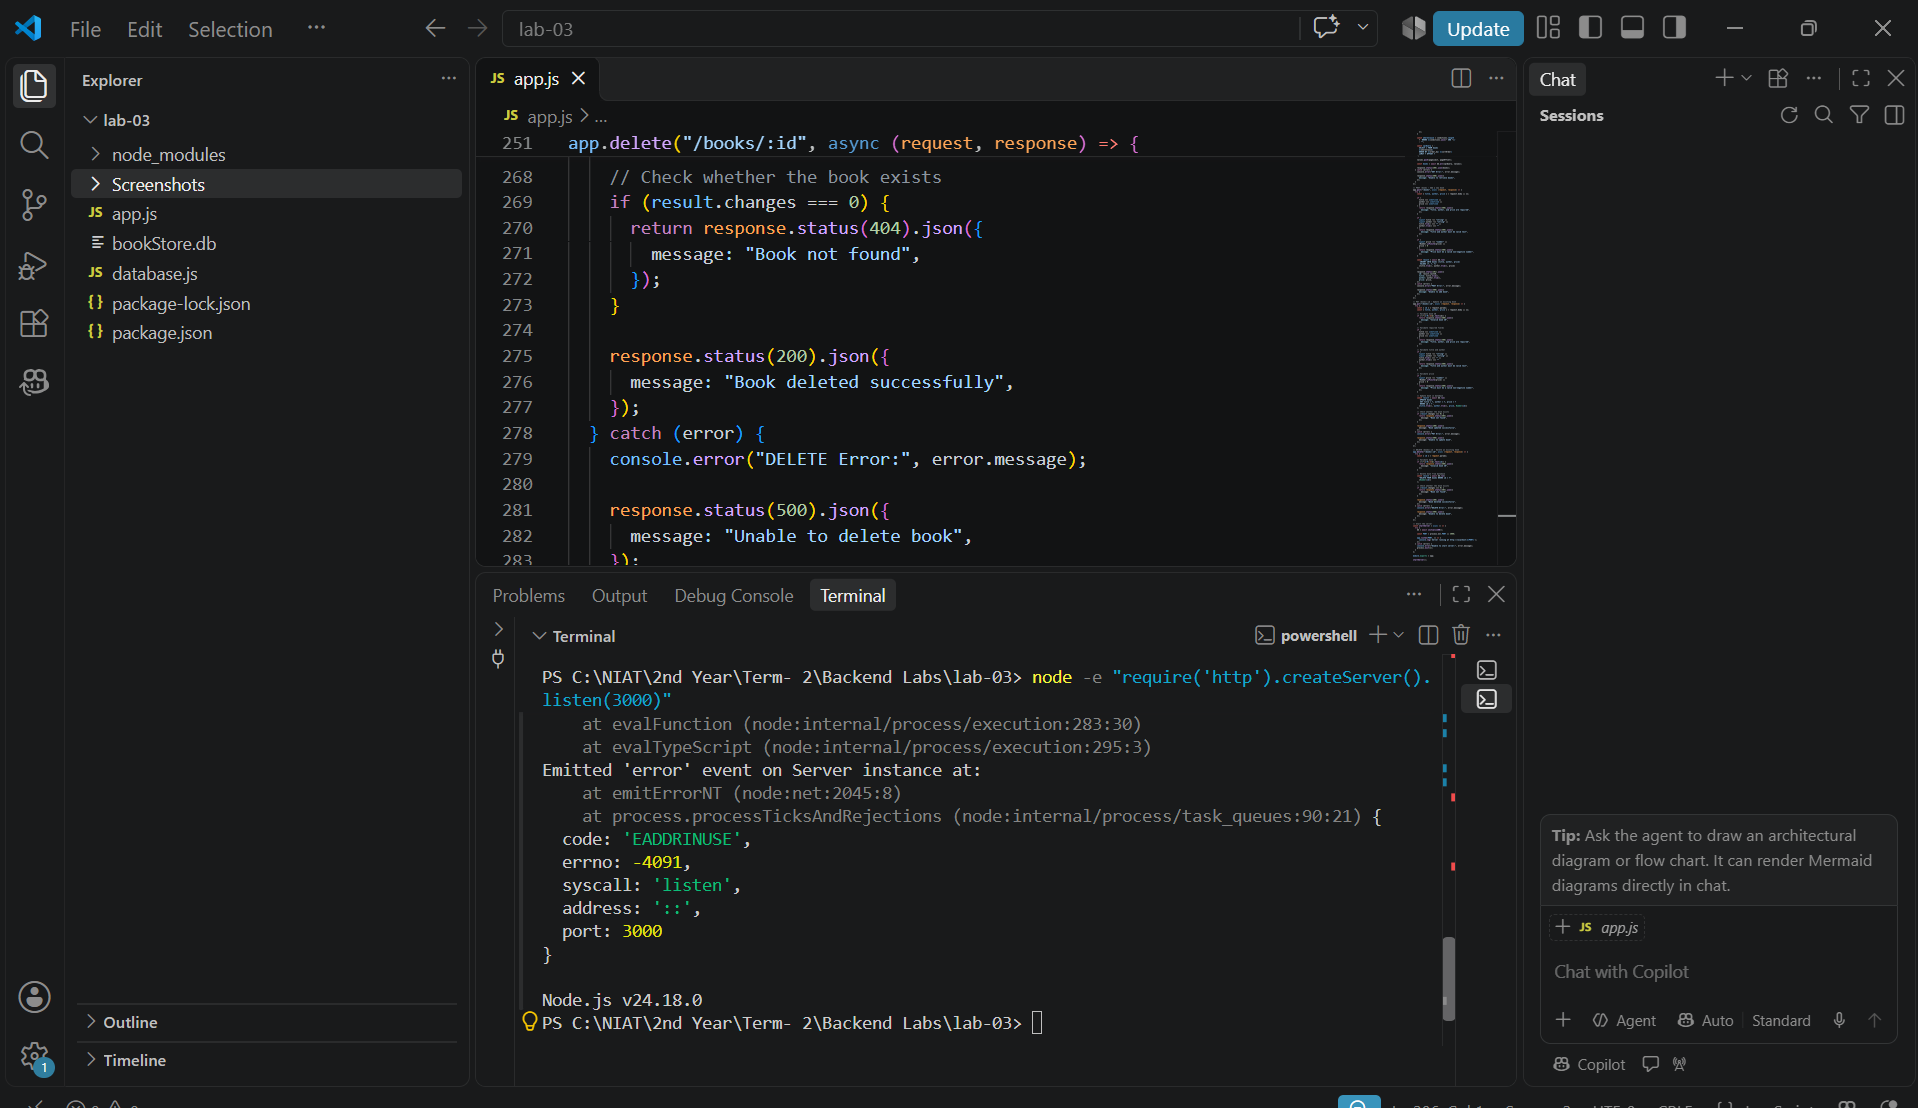 File Edit Selection ··· lab-03 Update
Explorer
lab-03
node_modules
Screenshots
JS app.js
bookStore.db
JS database.js
{} package-lock.json
{} package.json
Outline
Timeline
1
JS app.js
JS app.js > ...
251 app.delete("/books/:id", async (request, response) => {
268 // Check whether the book exists
269 if (result.changes === 0) {
270 return response.status(404).json({
271 message: "Book not found",
272 });
273 }
274
275 response.status(200).json({
276 message: "Book deleted successfully",
277 });
278 } catch (error) {
279 console.error("DELETE Error:", error.message);
280
281 response.status(500).json({
282 message: "Unable to delete book",
283 });
Problems Output Debug Console Terminal
Terminal
powershell
PS C:\NIAT\2nd Year\Term- 2\Backend Labs\lab-03> node -e "require('http').createServer().
listen(3000)"
at evalFunction (node:internal/process/execution:283:30)
at evalTypeScript (node:internal/process/execution:295:3)
Emitted 'error' event on Server instance at:
at emitErrorNT (node:net:2045:8)
at process.processTicksAndRejections (node:internal/process/task_queues:90:21) {
code: 'EADDRINUSE',
errno: -4091,
syscall: 'listen',
address: '::',
port: 3000
}
Node.js v24.18.0
PS C:\NIAT\2nd Year\Term- 2\Backend Labs\lab-03>
Chat
Sessions
Tip: Ask the agent to draw an architectural
diagram or flow chart. It can render Mermaid
diagrams directly in chat.
JS app.js
Chat with Copilot
Agent Auto Standard
Copilot